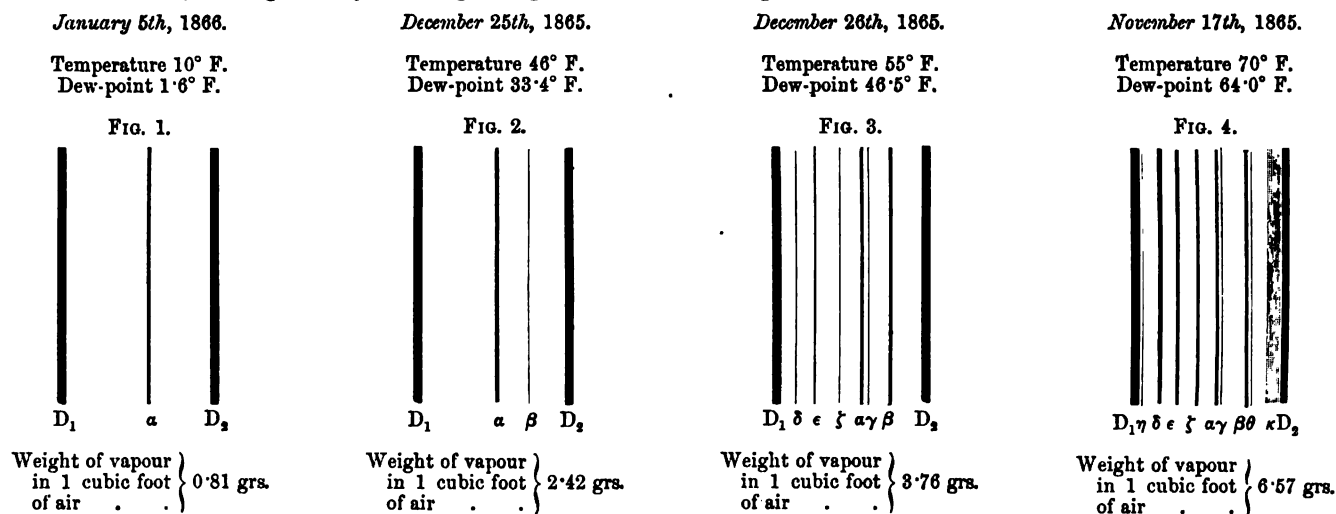 January 5th, 1866.
Temperature 10° F.
Dew-point 1·6° F.
FIG. 1.
D₁ α D₂
Weight of vapour
in 1 cubic foot
of air . . } 0·81 grs.
December 25th, 1865.
Temperature 46° F.
Dew-point 33·4° F.
FIG. 2.
D₁ α β D₂
Weight of vapour
in 1 cubic foot
of air . . } 2·42 grs.
December 26th, 1865.
Temperature 55° F.
Dew-point 46·5° F.
FIG. 3.
D₁ δ ε ζ αγ β D₂
Weight of vapour
in 1 cubic foot
of air . . } 3·76 grs.
November 17th, 1865.
Temperature 70° F.
Dew-point 64·0° F.
FIG. 4.
D₁η δ ε ζ αγ βθ κD₂
Weight of vapour
in 1 cubic foot
of air . . } 6·57 grs.